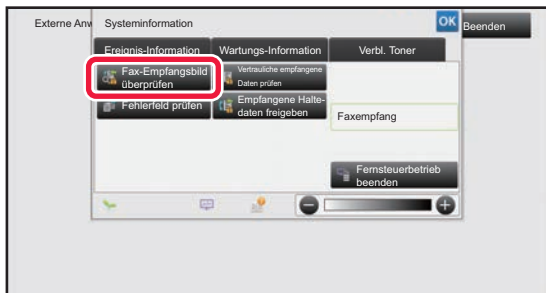 Externe Anw
Systeminformation
OK
Beenden
Ereignis-Information
Wartungs-Information
Verbl. Toner
Fax-Empfangsbild
überprüfen
Vertrauliche empfangene
Daten prüfen
Fehlerfeld prüfen
Empfangene Halte-
daten freigeben
Faxempfang
Fernsteuerbetrieb
beenden